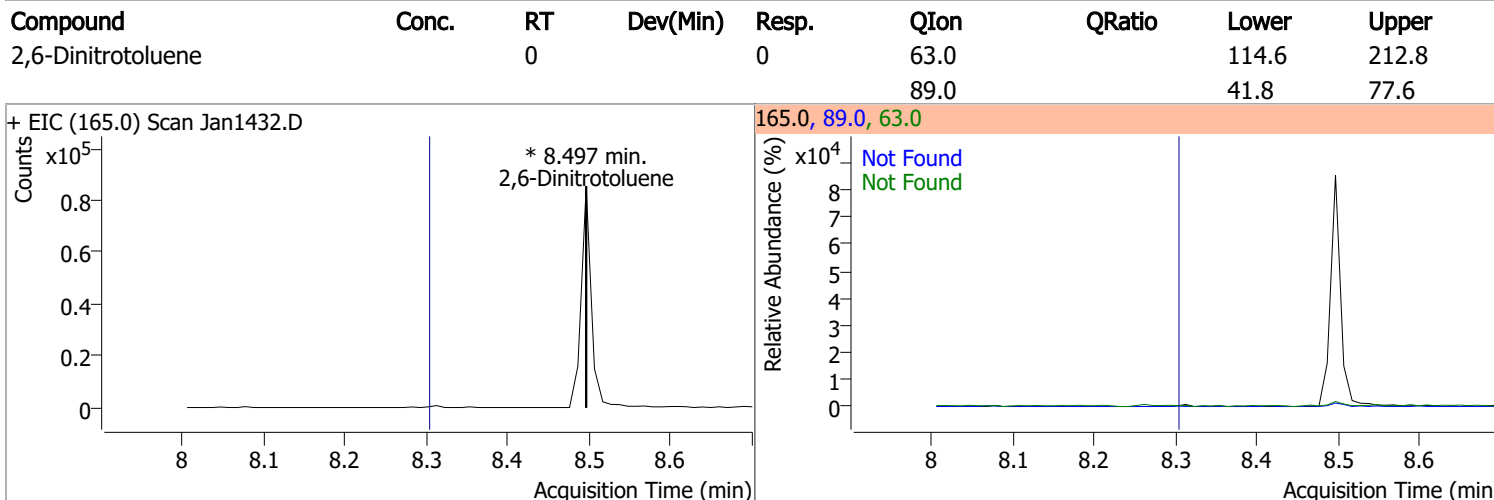 Compound Conc. RT Dev(Min) Resp. QIon QRatio Lower Upper
2,6-Dinitrotoluene 0 0 63.0 114.6 212.8
89.0 41.8 77.6
+ EIC (165.0) Scan Jan1432.D
Counts
x10^5
* 8.497 min.
2,6-Dinitrotoluene
0.8
0.6
0.4
0.2
0
8 8.1 8.2 8.3 8.4 8.5 8.6
Acquisition Time (min)
165.0, 89.0, 63.0
Relative Abundance (%)
x10^4
Not Found
Not Found
8
7
6
5
4
3
2
1
0
8 8.1 8.2 8.3 8.4 8.5 8.6
Acquisition Time (min)